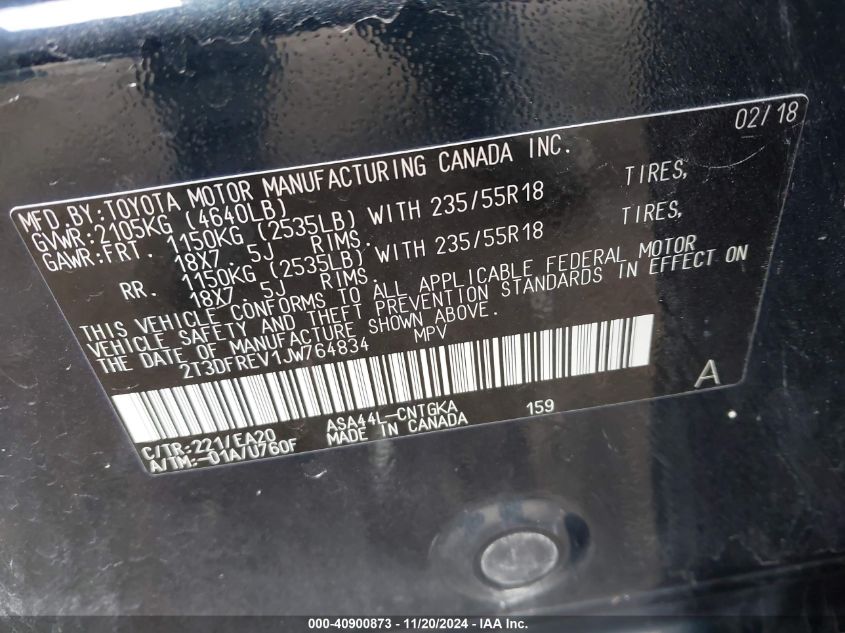 02/18
MFD. BY: TOYOTA MOTOR MANUFACTURING CANADA INC.
GVWR: 2105KG (4640LB)
GAWR: FRT. 1150KG (2535LB) WITH 235/55R18 TIRES,
18X7. 5J RIMS.
RR. 1150KG (2535LB) WITH 235/55R18 TIRES,
18X7. 5J RIMS.
THIS VEHICLE CONFORMS TO ALL APPLICABLE FEDERAL MOTOR
VEHICLE SAFETY AND THEFT PREVENTION STANDARDS IN EFFECT ON
THE DATE OF MANUFACTURE SHOWN ABOVE.
2T3DFREV1JW764834 MPV
A
C/TR: 221/EA20 ASA44L-CNTGKA 159
A/TM: -01A/U760F MADE IN CANADA
000-40900873 - 11/20/2024 - IAA Inc.